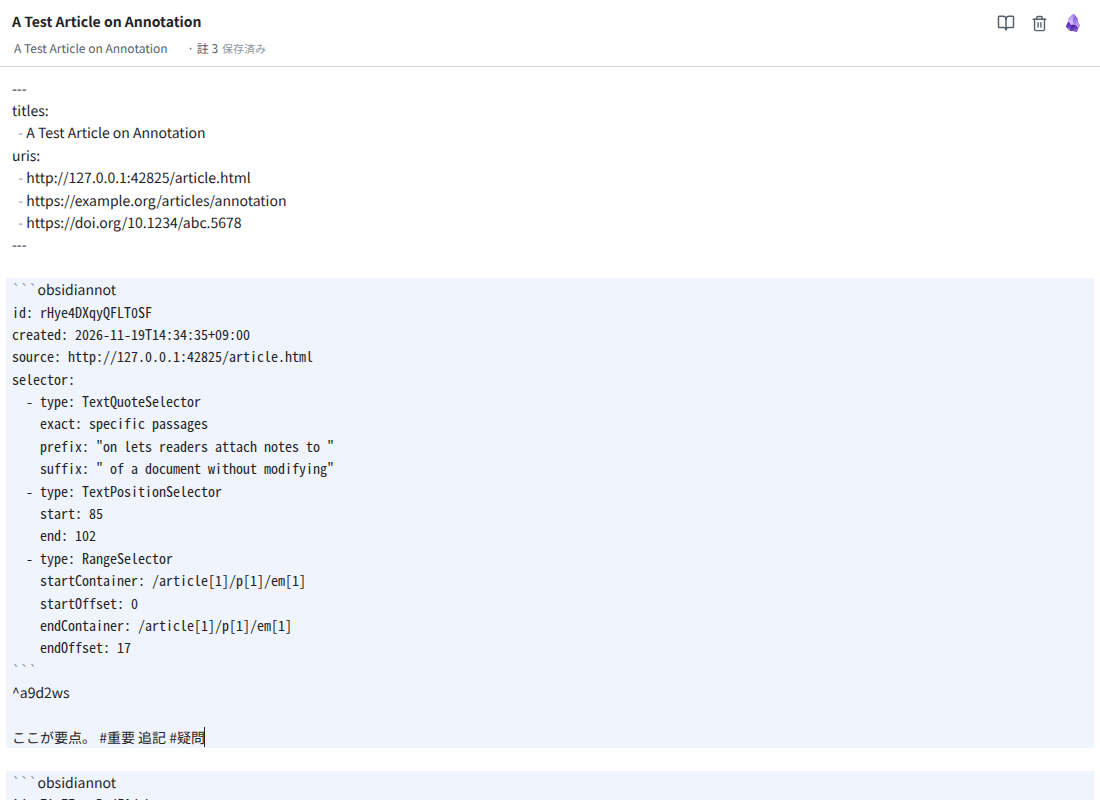 A Test Article on Annotation
A Test Article on Annotation ・註 3 保存済み
---
titles:
- A Test Article on Annotation
uris:
- http://127.0.0.1:42825/article.html
- https://example.org/articles/annotation
- https://doi.org/10.1234/abc.5678
---
```obsidiannot
id: rHye4DXqyQFLT0SF
created: 2026-11-19T14:34:35+09:00
source: http://127.0.0.1:42825/article.html
selector:
- type: TextQuoteSelector
exact: specific passages
prefix: "on lets readers attach notes to "
suffix: " of a document without modifying"
- type: TextPositionSelector
start: 85
end: 102
- type: RangeSelector
startContainer: /article[1]/p[1]/em[1]
startOffset: 0
endContainer: /article[1]/p[1]/em[1]
endOffset: 17
```
^a9d2ws
ここが要点。 #重要 追記 #疑問
```obsidiannot